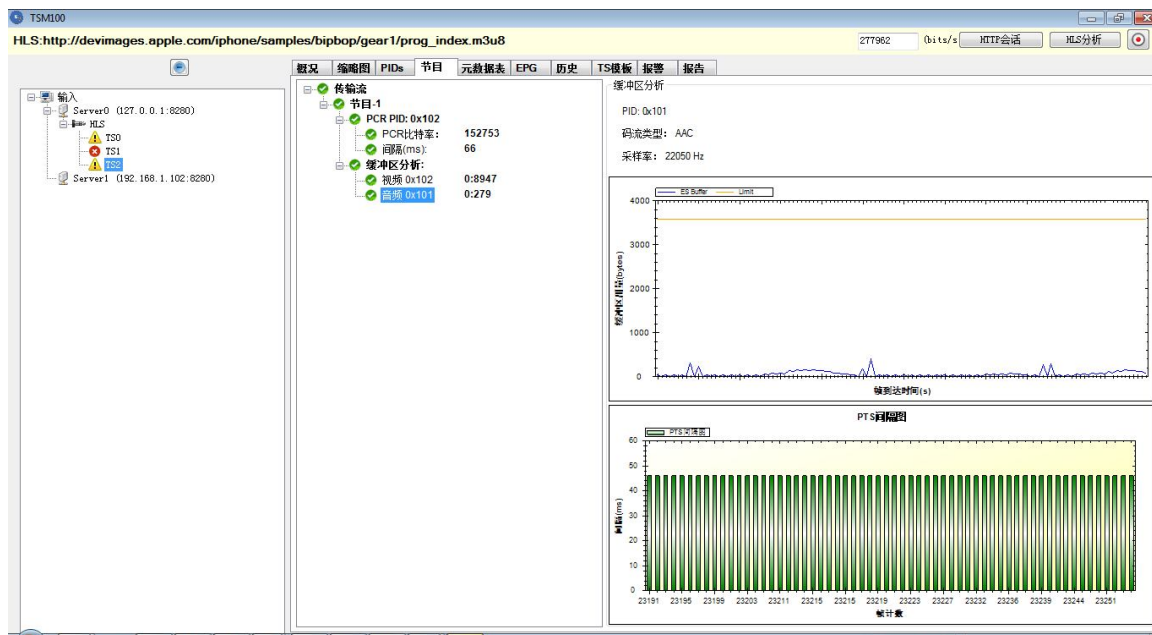 TSM100
HLS:http://devimages.apple.com/iphone/samples/bipbop/gear1/prog_index.m3u8
277962 (bits/s HTTP会话 HLS分析
概况 缩略图 PIDs 节目 元数据表 EPG 历史 TS模板 报警 报告
输入
Server0 (127.0.0.1:8280)
HLS
TS0
TS1
TS2
Server1 (192.168.1.102:8280)
传输流
节目-1
PCR PID: 0x102
PCR比特率: 152753
间隔(ms): 66
缓冲区分析:
视频 0x102 0:8947
音频 0x101 0:279
缓冲区分析
PID: 0x101
码流类型: AAC
采样率: 22050 Hz
ES Buffer Limit
4000
3000
2000
1000
0
缓冲区用量(bytes)
帧到达时间(s)
PTS间隔图
PTS间隔图
60
50
40
30
20
10
0
间隔(ms)
23191 23195 23199 23203 23211 23215 23215 23219 23223 23227 23232 23236 23239 23244 23251
帧计数